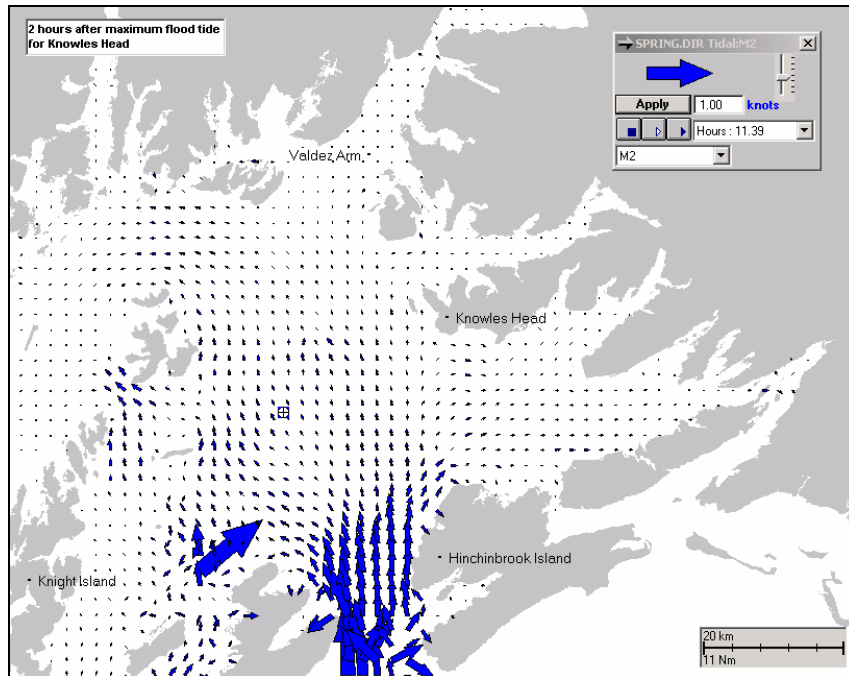 2 hours after maximum flood tide
for Knowles Head
SPRING.DIR Tidal:M2
Apply
1.00
knots
Hours : 11.39
M2
Valdez Arm
Knowles Head
Hinchinbrook Island
Knight Island
20 km
11 Nm